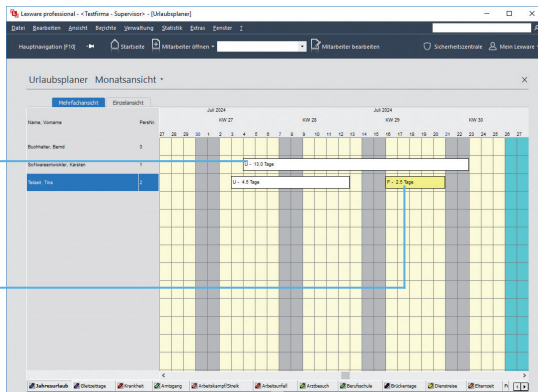 Lexware professional - <Testfirma - Supervisor> - [Urlaubsplaner]
Datei Bearbeiten Ansicht Berichte Verwaltung Statistik Extras Fenster ?
Hauptnavigation [F10] Startseite Mitarbeiter öffnen Mitarbeiter bearbeiten Sicherheitszentrale Mein Lexware
Urlaubsplaner Monatsansicht
Mehrfachansicht Einzelansicht
Juli 2024 Juli 2024
Name, Vorname PersNr. KW 27 KW 28 KW 29 KW 30
27 28 29 30 1 2 3 4 5 6 7 8 9 10 11 12 13 14 15 16 17 18 19 20 21 22 23 24 25 26 27
Buchhalter, Bernd 3
Softwareentwickler, Karsten 1 U - 13.0 Tage
Teilzeit, Tina 2 U - 4.5 Tage F - 2.5 Tage
Jahresurlaub Gleitzeittage Krankheit Amtsgang Arbeitskampf/Streik Arbeitsunfall Arztbesuch Berufsschule Brückentage Dienstreise Elternzeit